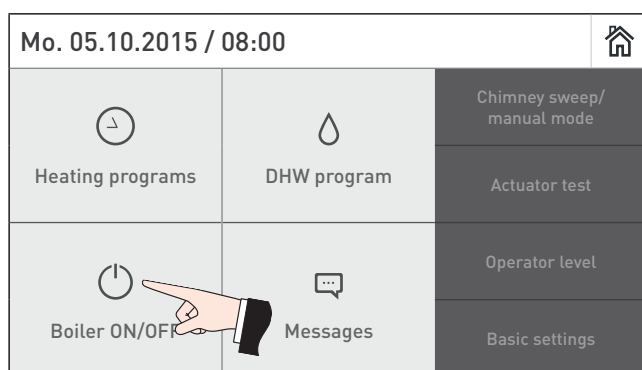 Mo. 05.10.2015 / 08:00
Heating programs
DHW program
Chimney sweep/
manual mode
Actuator test
Boiler ON/OFF
Messages
Operator level
Basic settings